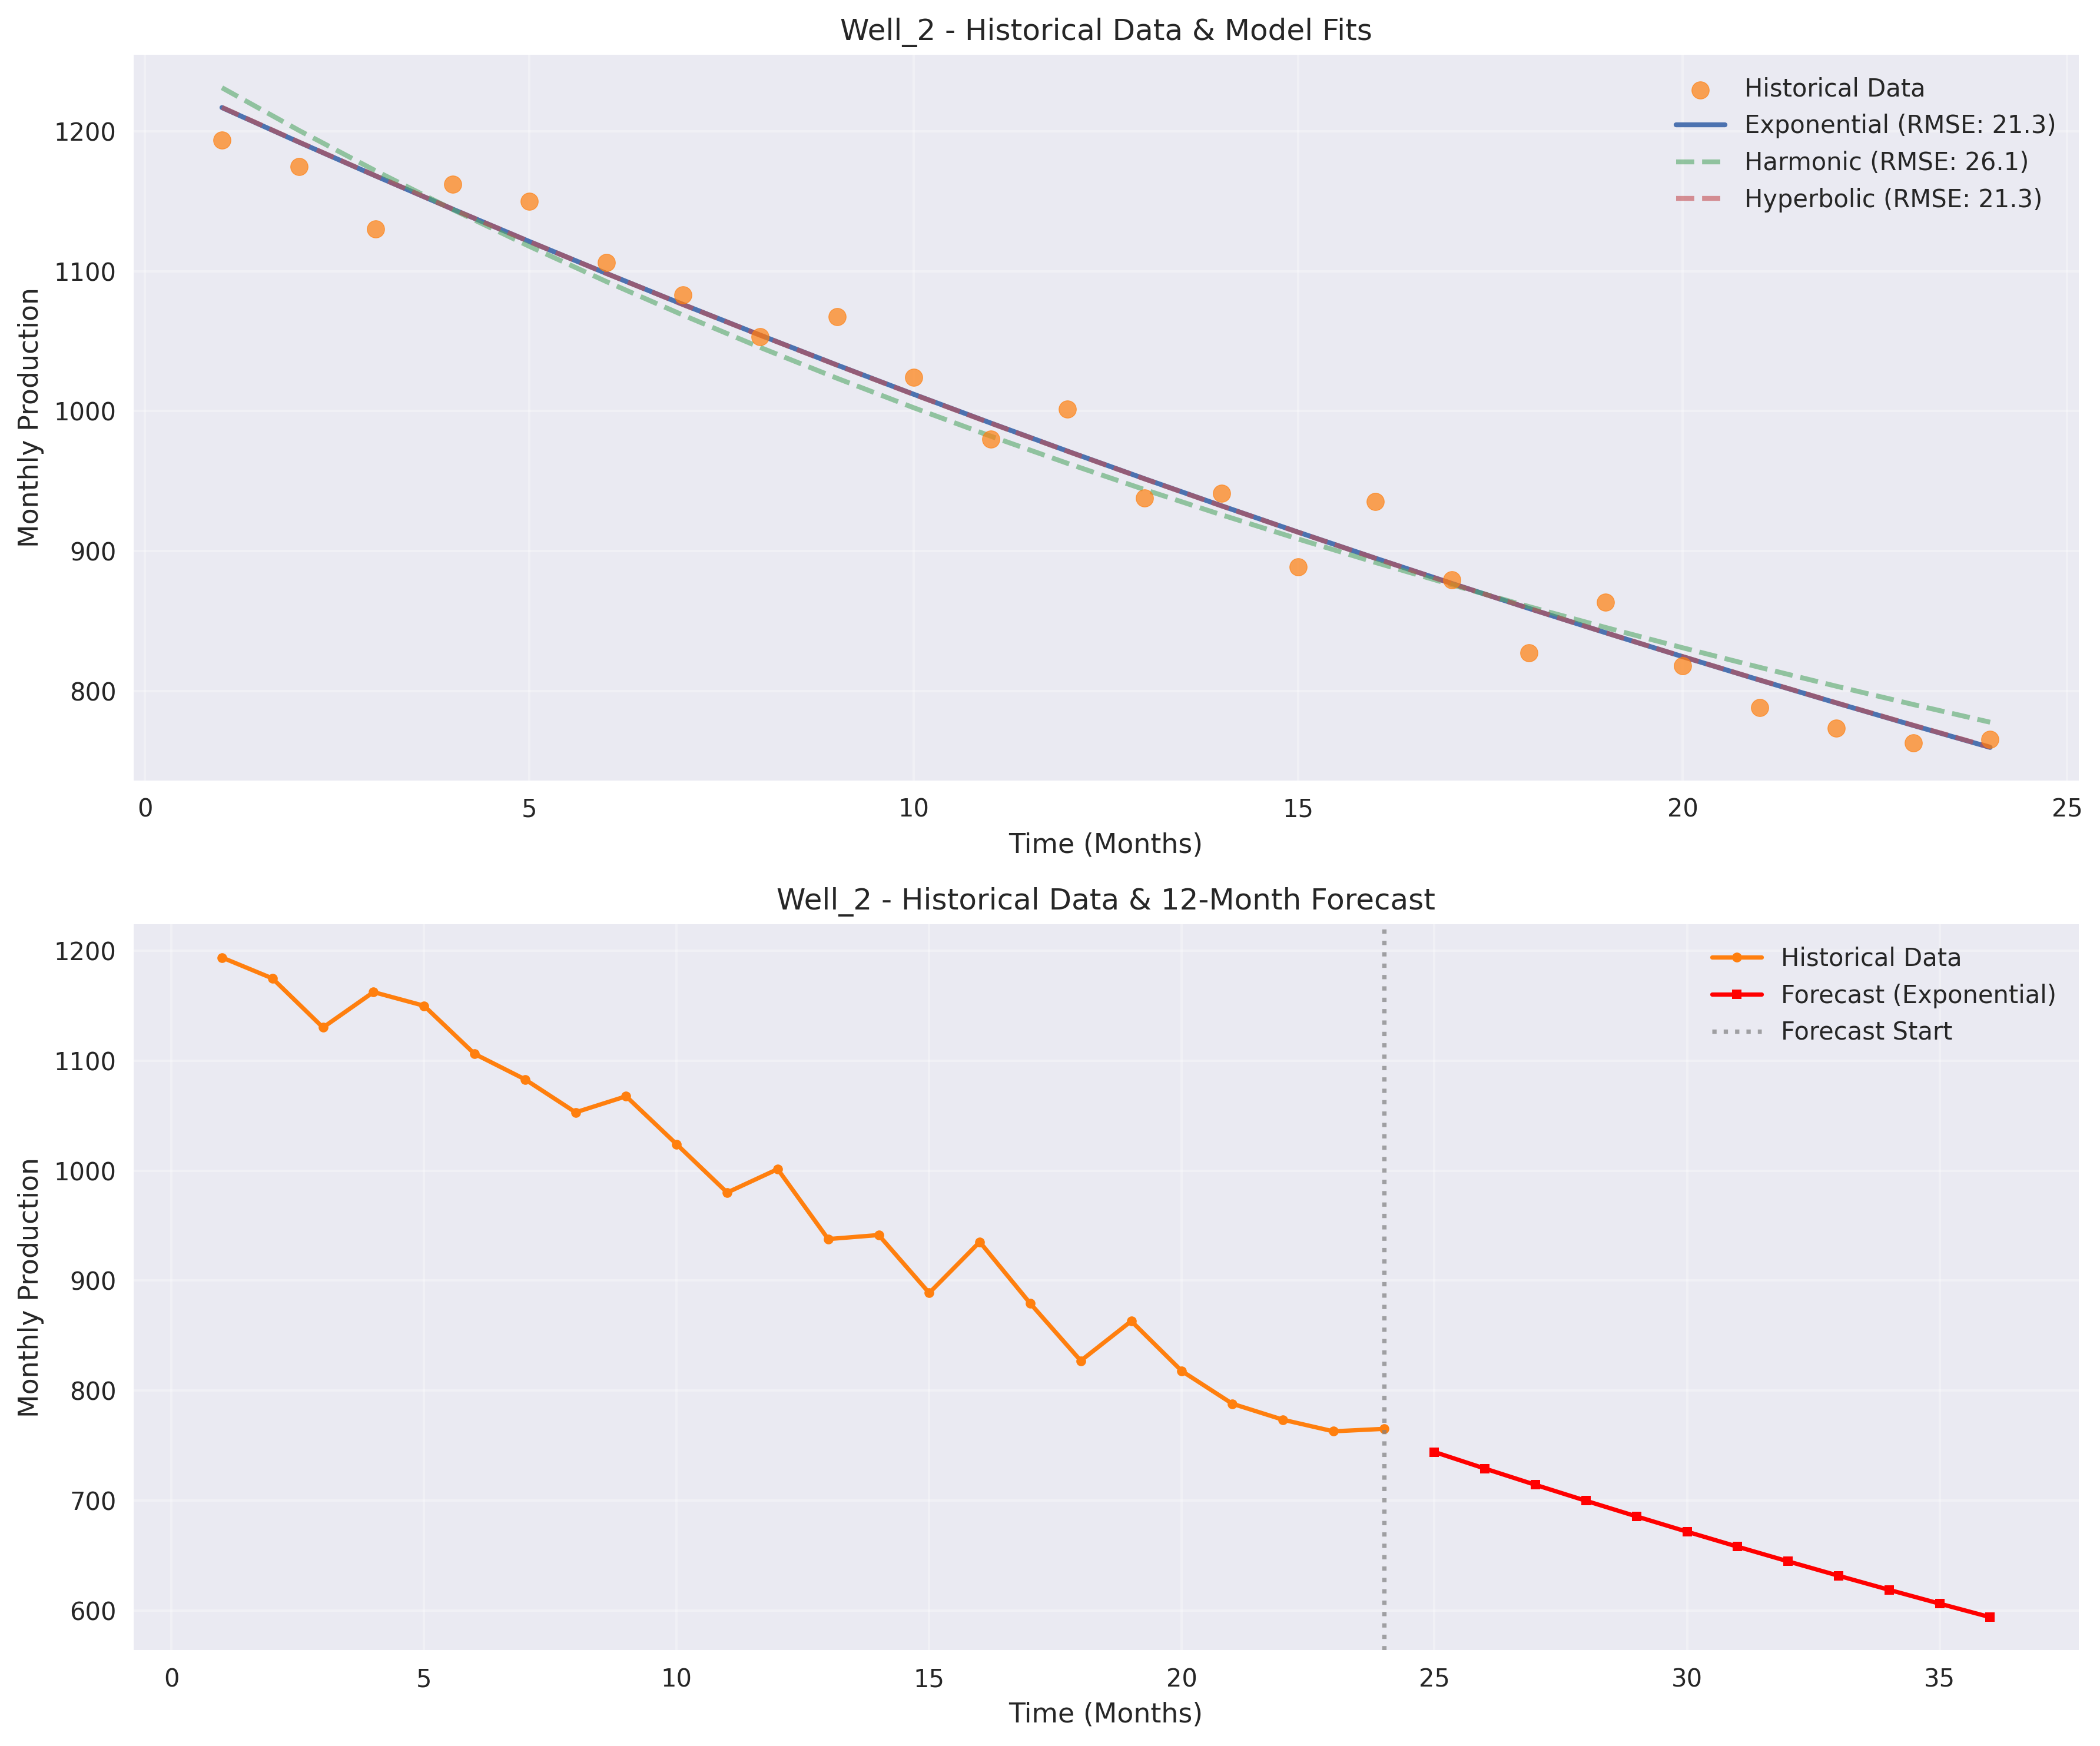 Well_2 - Historical Data & Model Fits
Historical Data
Exponential (RMSE: 21.3)
Harmonic (RMSE: 26.1)
Hyperbolic (RMSE: 21.3)
Monthly Production
1200
1100
1000
900
800
0 5 10 15 20 25
Time (Months)
Well_2 - Historical Data & 12-Month Forecast
Historical Data
Forecast (Exponential)
Forecast Start
Monthly Production
1200
1100
1000
900
800
700
600
0 5 10 15 20 25 30 35
Time (Months)